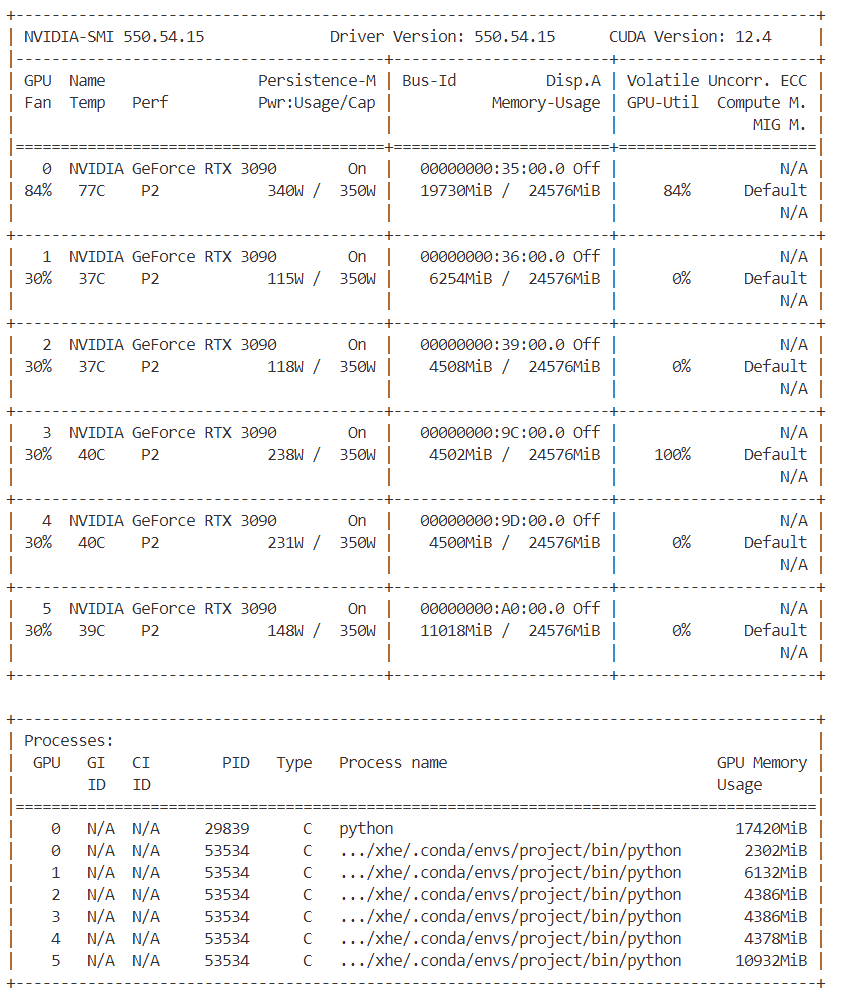 +-----------------------------------------------------------------------------------------+
| NVIDIA-SMI 550.54.15              Driver Version: 550.54.15      CUDA Version: 12.4     |
|-----------------------------------------+------------------------+----------------------+
| GPU  Name                 Persistence-M | Bus-Id          Disp.A | Volatile Uncorr. ECC |
| Fan  Temp   Perf          Pwr:Usage/Cap |           Memory-Usage | GPU-Util  Compute M. |
|                                         |                        |               MIG M. |
|=========================================+========================+======================|
|   0  NVIDIA GeForce RTX 3090        On  |   00000000:35:00.0 Off |                  N/A |
| 84%   77C    P2            340W /  350W |   19730MiB /  24576MiB |     84%      Default |
|                                         |                        |                  N/A |
+-----------------------------------------+------------------------+----------------------+
|   1  NVIDIA GeForce RTX 3090        On  |   00000000:36:00.0 Off |                  N/A |
| 30%   37C    P2            115W /  350W |    6254MiB /  24576MiB |      0%      Default |
|                                         |                        |                  N/A |
+-----------------------------------------+------------------------+----------------------+
|   2  NVIDIA GeForce RTX 3090        On  |   00000000:39:00.0 Off |                  N/A |
| 30%   37C    P2            118W /  350W |    4508MiB /  24576MiB |      0%      Default |
|                                         |                        |                  N/A |
+-----------------------------------------+------------------------+----------------------+
|   3  NVIDIA GeForce RTX 3090        On  |   00000000:9C:00.0 Off |                  N/A |
| 30%   40C    P2            238W /  350W |    4502MiB /  24576MiB |    100%      Default |
|                                         |                        |                  N/A |
+-----------------------------------------+------------------------+----------------------+
|   4  NVIDIA GeForce RTX 3090        On  |   00000000:9D:00.0 Off |                  N/A |
| 30%   40C    P2            231W /  350W |    4500MiB /  24576MiB |      0%      Default |
|                                         |                        |                  N/A |
+-----------------------------------------+------------------------+----------------------+
|   5  NVIDIA GeForce RTX 3090        On  |   00000000:A0:00.0 Off |                  N/A |
| 30%   39C    P2            148W /  350W |   11018MiB /  24576MiB |      0%      Default |
|                                         |                        |                  N/A |
+-----------------------------------------+------------------------+----------------------+

+-----------------------------------------------------------------------------------------+
| Processes:                                                                              |
|  GPU   GI   CI        PID   Type   Process name                              GPU Memory |
|        ID   ID                                                               Usage      |
|=========================================================================================|
|    0   N/A  N/A     29839      C   python                                      17420MiB |
|    0   N/A  N/A     53534      C   .../xhe/.conda/envs/project/bin/python       2302MiB |
|    1   N/A  N/A     53534      C   .../xhe/.conda/envs/project/bin/python       6132MiB |
|    2   N/A  N/A     53534      C   .../xhe/.conda/envs/project/bin/python       4386MiB |
|    3   N/A  N/A     53534      C   .../xhe/.conda/envs/project/bin/python       4386MiB |
|    4   N/A  N/A     53534      C   .../xhe/.conda/envs/project/bin/python       4378MiB |
|    5   N/A  N/A     53534      C   .../xhe/.conda/envs/project/bin/python      10932MiB |
+-----------------------------------------------------------------------------------------+